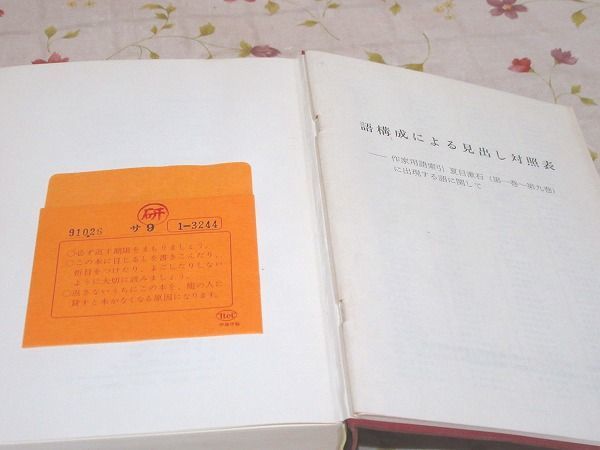 研
91028
サ9
1-3244
○必ず返す期限をまもりましょう。
○この本に目じるしを書きこんだり、
折目をつけたり、よごしたりしない
ように大切に読みましょう。
○返さないうちにこの本を、他の人に
貸すと本がなくなる原因になります。
語構成による見出し対照表
── 作家用語索引 夏目漱石(第一巻～第九巻)
に出現する語に関して